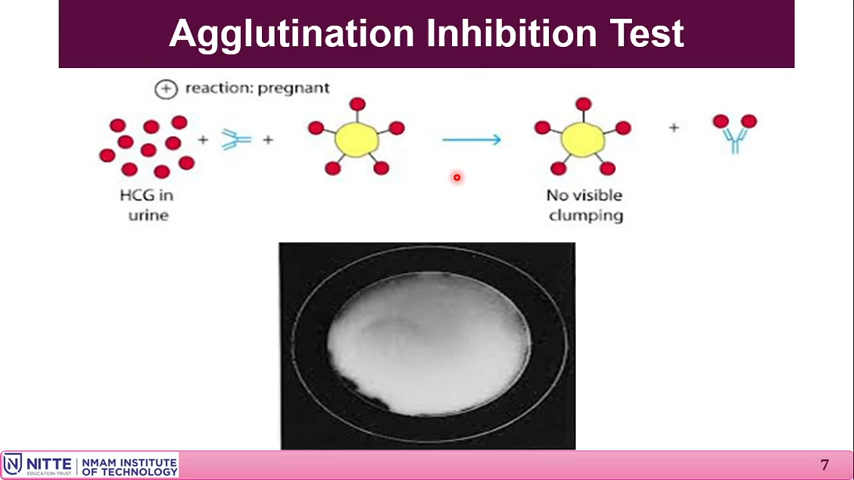 Agglutination Inhibition Test
+ reaction: pregnant
+
+
+
HCG in
urine
No visible
clumping
NITTE
EDUCATION TRUST
NMAM INSTITUTE
OF TECHNOLOGY
7